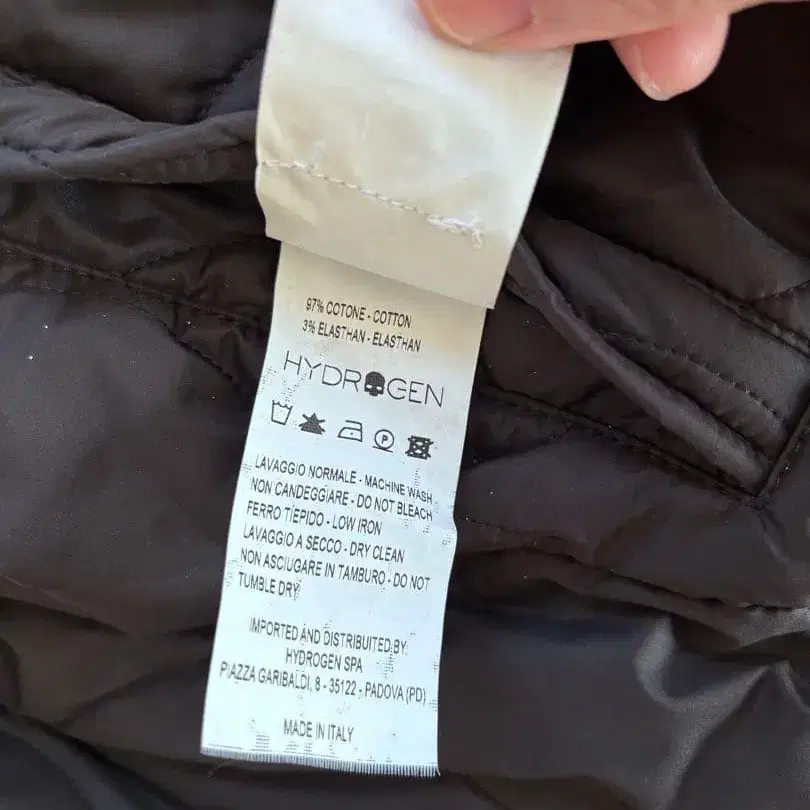 97% COTONE - COTTON
3% ELASTHAN - ELASTHAN
HYDROGEN
P
LAVAGGIO NORMALE - MACHINE WASH
NON CANDEGGIARE - DO NOT BLEACH
FERRO TIEPIDO - LOW IRON
LAVAGGIO A SECCO - DRY CLEAN
NON ASCIUGARE IN TAMBURO - DO NOT
TUMBLE DRY
IMPORTED AND DISTRIBUITED BY
HYDROGEN SPA
PIAZZA GARIBALDI, 8 - 35122 - PADOVA (PD)
MADE IN ITALY